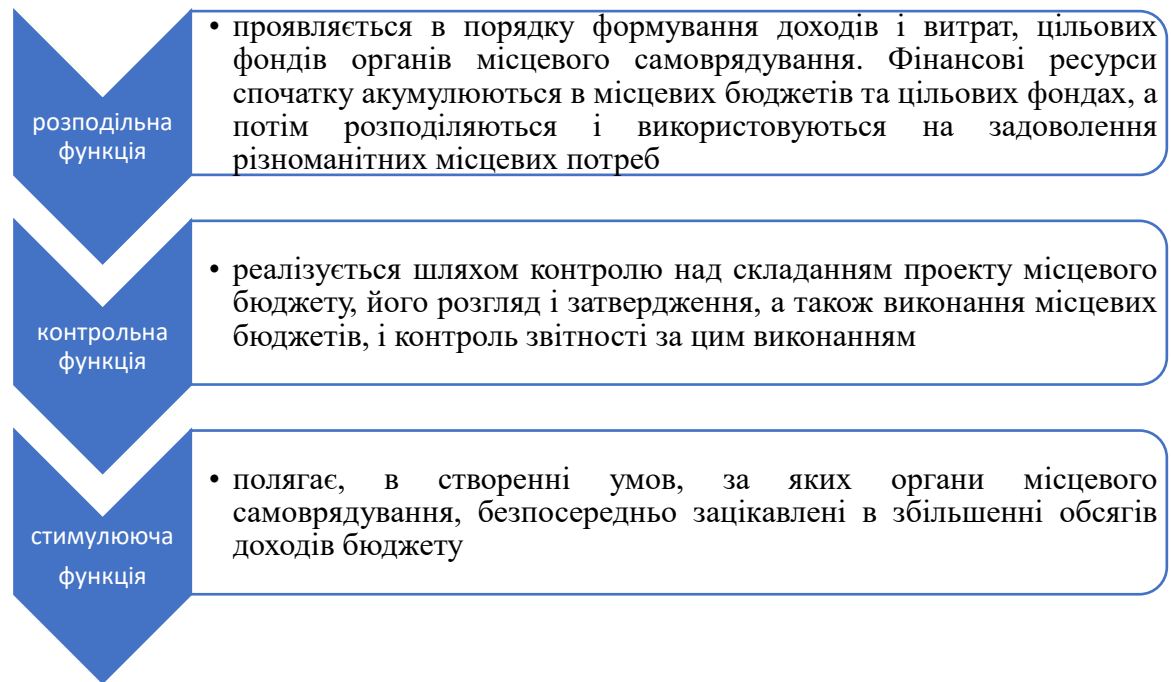 розподільна
функція
• проявляється в порядку формування доходів і витрат, цільових
фондів органів місцевого самоврядування. Фінансові ресурси
спочатку акумулюються в місцевих бюджетів та цільових фондах, а
потім розподіляються і використовуються на задоволення
різноманітних місцевих потреб
контрольна
функція
• реалізується шляхом контролю над складанням проекту місцевого
бюджету, його розгляд і затвердження, а також виконання місцевих
бюджетів, і контроль звітності за цим виконанням
стимулююча
функція
• полягає, в створенні умов, за яких органи місцевого
самоврядування, безпосередньо зацікавлені в збільшенні обсягів
доходів бюджету